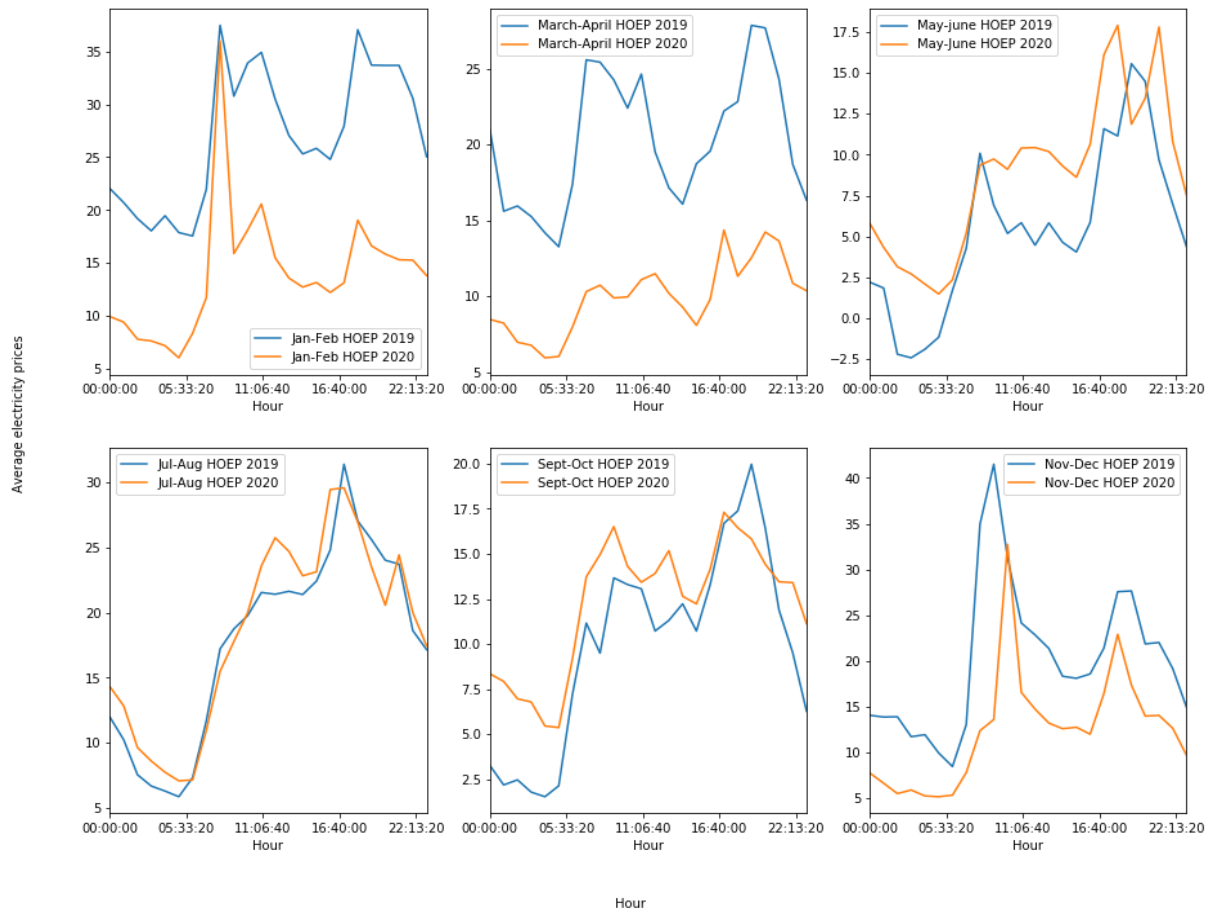 March-April HOEP 2019
March-April HOEP 2020
May-june HOEP 2019
May-June HOEP 2020
35
30
25
20
15
10
5
Jan-Feb HOEP 2019
Jan-Feb HOEP 2020
00:00:00 05:33:20 11:06:40 16:40:00 22:13:20
Hour
25
20
15
10
5
00:00:00 05:33:20 11:06:40 16:40:00 22:13:20
Hour
17.5
15.0
12.5
10.0
7.5
5.0
2.5
0.0
−2.5
00:00:00 05:33:20 11:06:40 16:40:00 22:13:20
Hour
Average electricity prices
Jul-Aug HOEP 2019
Jul-Aug HOEP 2020
30
25
20
15
10
5
00:00:00 05:33:20 11:06:40 16:40:00 22:13:20
Hour
Sept-Oct HOEP 2019
Sept-Oct HOEP 2020
20.0
17.5
15.0
12.5
10.0
7.5
5.0
2.5
00:00:00 05:33:20 11:06:40 16:40:00 22:13:20
Hour
Nov-Dec HOEP 2019
Nov-Dec HOEP 2020
40
35
30
25
20
15
10
5
00:00:00 05:33:20 11:06:40 16:40:00 22:13:20
Hour
Hour